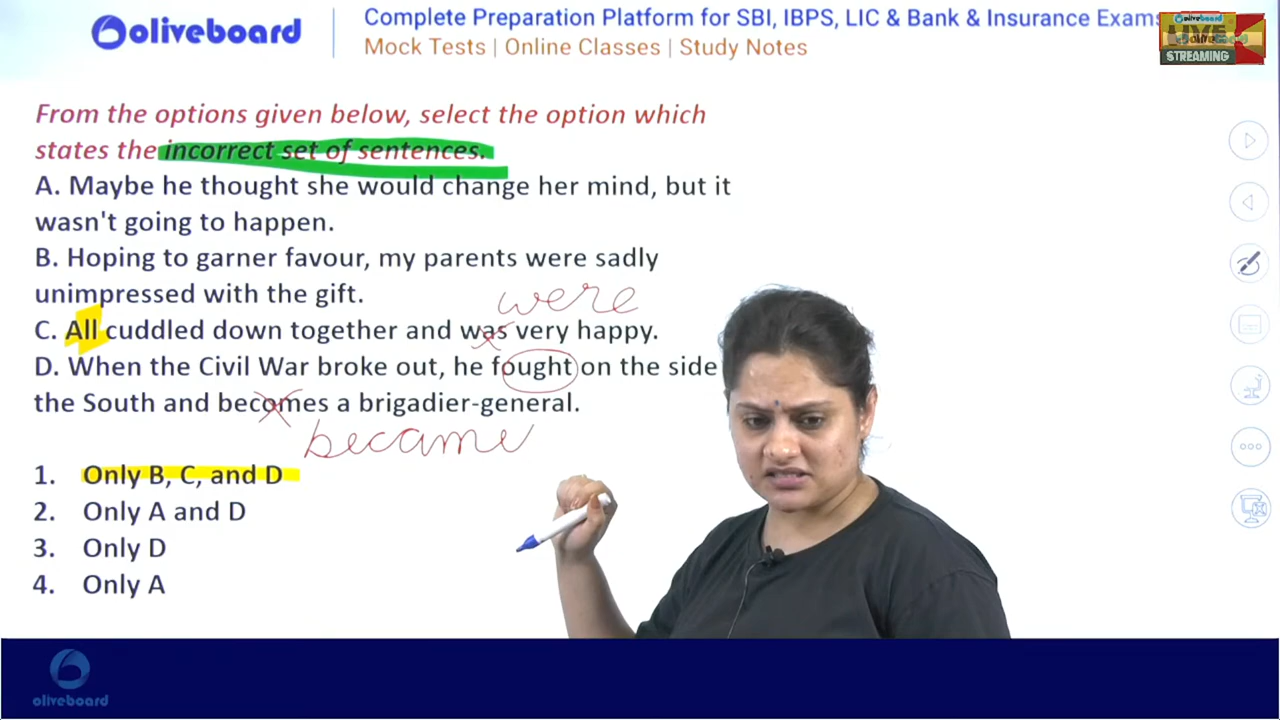 oliveboard
Complete Preparation Platform for SBI, IBPS, LIC & Bank & Insurance Exams
Mock Tests | Online Classes | Study Notes
oliveboard
LIVE
STREAMING
From the options given below, select the option which
states the incorrect set of sentences.
A. Maybe he thought she would change her mind, but it
wasn't going to happen.
B. Hoping to garner favour, my parents were sadly
unimpressed with the gift.
were
C. All cuddled down together and was very happy.
D. When the Civil War broke out, he fought on the side
the South and becomes a brigadier-general.
became
1. Only B, C, and D
2. Only A and D
3. Only D
4. Only A
oliveboard